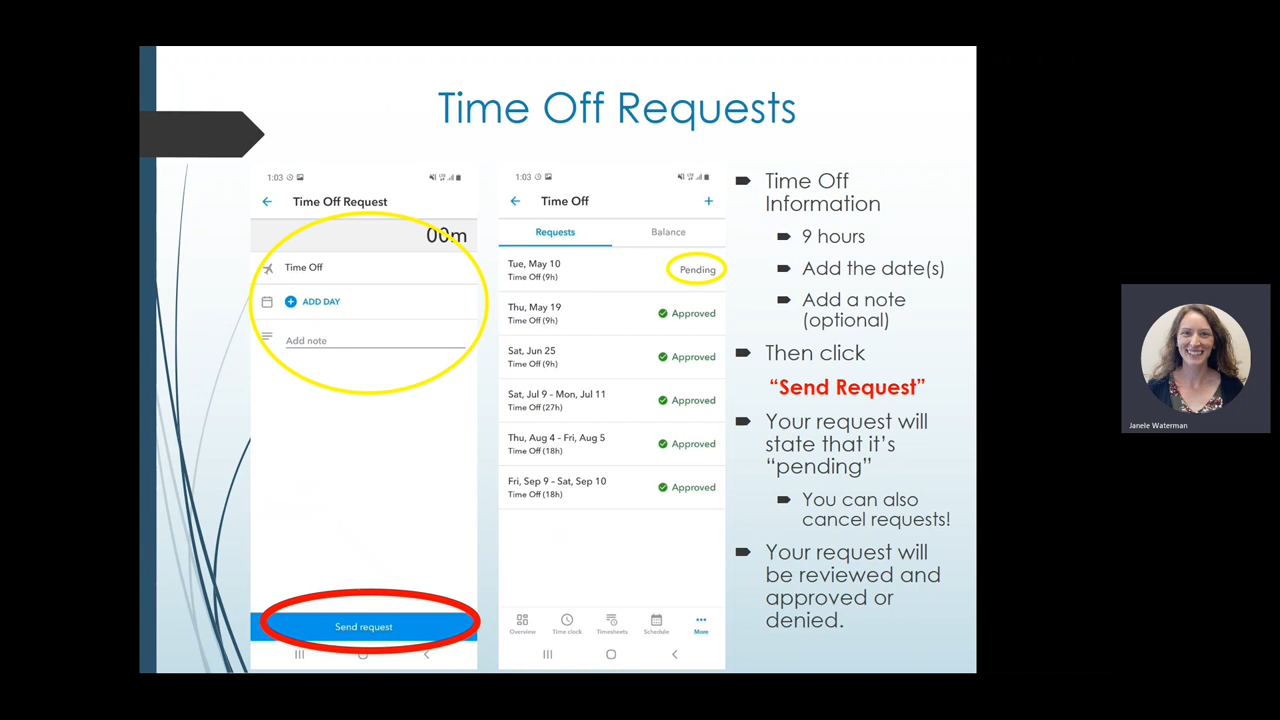 Time Off Requests
1:03
Time Off Request
00m
Time Off
ADD DAY
Add note
Send request
1:03
Time Off
Requests
Balance
Tue, May 10
Time Off (9h)
Pending
Thu, May 19
Time Off (9h)
Approved
Sat, Jun 25
Time Off (9h)
Approved
Sat, Jul 9 – Mon, Jul 11
Time Off (27h)
Approved
Thu, Aug 4 – Fri, Aug 5
Time Off (18h)
Approved
Fri, Sep 9 – Sat, Sep 10
Time Off (18h)
Approved
Overview
Time clock
Timesheets
Schedule
More
Time Off
Information
9 hours
Add the date(s)
Add a note
(optional)
Then click
“Send Request”
Your request will
state that it’s
“pending”
You can also
cancel requests!
Your request will
be reviewed and
approved or
denied.
Janele Waterman